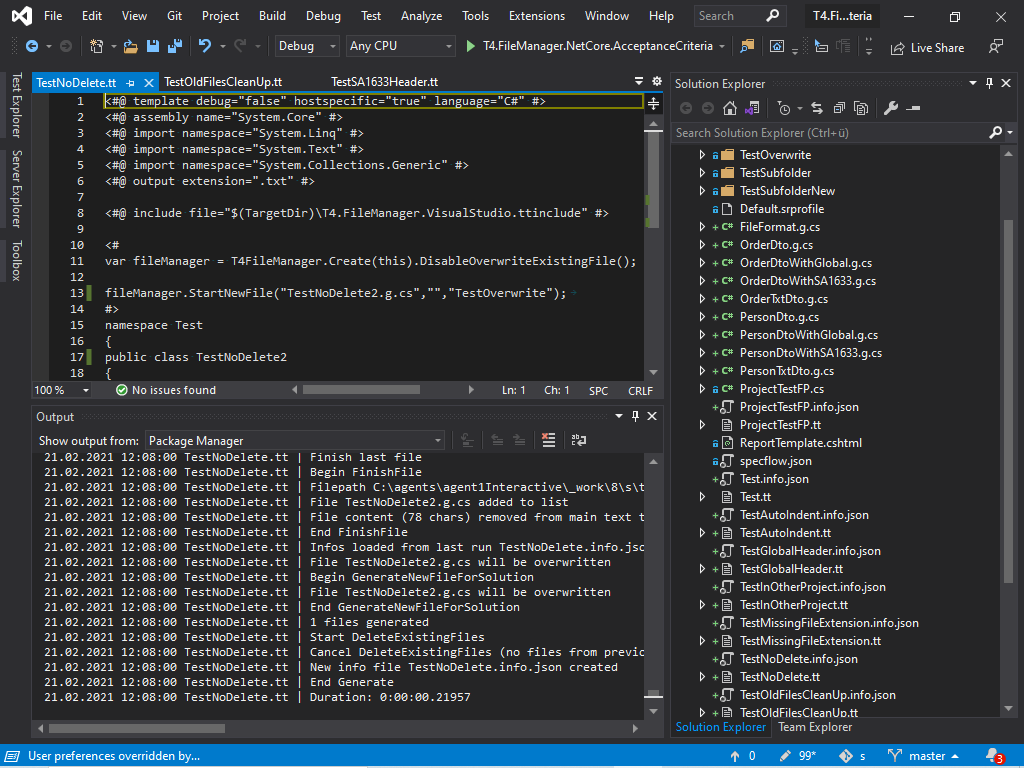 File Edit View Git Project Build Debug Test Analyze Tools Extensions Window Help Search T4.Fi...teria
Debug Any CPU T4.FileManager.NetCore.AcceptanceCriteria Live Share
Test Explorer
Server Explorer
Toolbox
TestNoDelete.tt TestOldFilesCleanUp.tt TestSA1633Header.tt
1 <#@ template debug="false" hostspecific="true" language="C#" #>
2 <#@ assembly name="System.Core" #>
3 <#@ import namespace="System.Linq" #>
4 <#@ import namespace="System.Text" #>
5 <#@ import namespace="System.Collections.Generic" #>
6 <#@ output extension=".txt" #>
7
8 <#@ include file="$(TargetDir)\T4.FileManager.VisualStudio.ttinclude" #>
9
10 <#
11 var fileManager = T4FileManager.Create(this).DisableOverwriteExistingFile();
12
13 fileManager.StartNewFile("TestNoDelete2.g.cs","","TestOverwrite");
14 #>
15 namespace Test
16 {
17 public class TestNoDelete2
18 {
100 % No issues found Ln: 1 Ch: 1 SPC CRLF
Output
Show output from: Package Manager
21.02.2021 12:08:00 TestNoDelete.tt | Finish last file
21.02.2021 12:08:00 TestNoDelete.tt | Begin FinishFile
21.02.2021 12:08:00 TestNoDelete.tt | Filepath C:\agents\agent1Interactive\_work\8\s\t
21.02.2021 12:08:00 TestNoDelete.tt | File TestNoDelete2.g.cs added to list
21.02.2021 12:08:00 TestNoDelete.tt | File content (78 chars) removed from main text t
21.02.2021 12:08:00 TestNoDelete.tt | End FinishFile
21.02.2021 12:08:00 TestNoDelete.tt | Infos loaded from last run TestNoDelete.info.jsc
21.02.2021 12:08:00 TestNoDelete.tt | File TestNoDelete2.g.cs will be overwritten
21.02.2021 12:08:00 TestNoDelete.tt | Begin GenerateNewFileForSolution
21.02.2021 12:08:00 TestNoDelete.tt | File TestNoDelete2.g.cs will be overwritten
21.02.2021 12:08:00 TestNoDelete.tt | End GenerateNewFileForSolution
21.02.2021 12:08:00 TestNoDelete.tt | 1 files generated
21.02.2021 12:08:00 TestNoDelete.tt | Start DeleteExistingFiles
21.02.2021 12:08:00 TestNoDelete.tt | Cancel DeleteExistingFiles (no files from previo
21.02.2021 12:08:00 TestNoDelete.tt | New info file TestNoDelete.info.json created
21.02.2021 12:08:00 TestNoDelete.tt | End Generate
21.02.2021 12:08:00 TestNoDelete.tt | Duration: 0:00:00.21957
Solution Explorer
Search Solution Explorer (Ctrl+ü)
TestOverwrite
TestSubfolder
TestSubfolderNew
Default.srprofile
C# FileFormat.g.cs
C# OrderDto.g.cs
C# OrderDtoWithGlobal.g.cs
C# OrderDtoWithSA1633.g.cs
C# OrderTxtDto.g.cs
C# PersonDto.g.cs
C# PersonDtoWithGlobal.g.cs
C# PersonDtoWithSA1633.g.cs
C# PersonTxtDto.g.cs
C# ProjectTestFP.cs
ProjectTestFP.info.json
ProjectTestFP.tt
ReportTemplate.cshtml
specflow.json
Test.info.json
Test.tt
TestAutoIndent.info.json
TestAutoIndent.tt
TestGlobalHeader.info.json
TestGlobalHeader.tt
TestInOtherProject.info.json
TestInOtherProject.tt
TestMissingFileExtension.info.json
TestMissingFileExtension.tt
TestNoDelete.info.json
TestNoDelete.tt
TestOldFilesCleanUp.info.json
TestOldFilesCleanUp.tt
Solution Explorer Team Explorer
User preferences overridden by... 0 99* s master 3